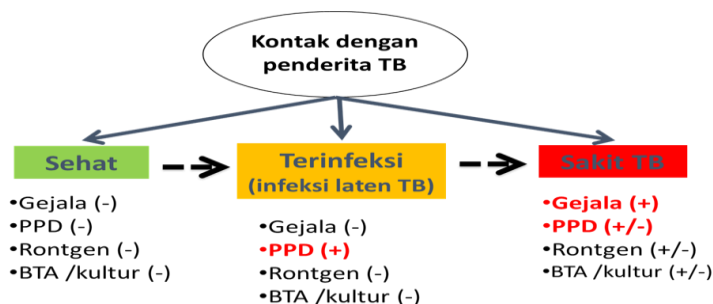 Kontak dengan
penderita TB
Sehat
•Gejala (-)
•PPD (-)
•Rontgen (-)
•BTA /kultur (-)
Terinfeksi
(infeksi laten TB)
•Gejala (-)
•PPD (+)
•Rontgen (-)
•BTA /kultur (-)
Sakit TB
•Gejala (+)
•PPD (+/-)
•Rontgen (+/-)
•BTA /kultur (+/-)